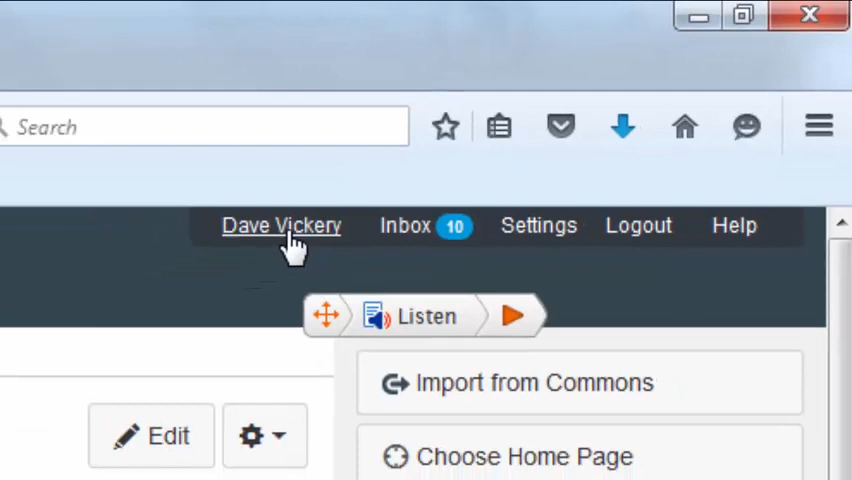 Search
Dave Vickery Inbox 10 Settings Logout Help
Listen
Import from Commons
Edit
Choose Home Page